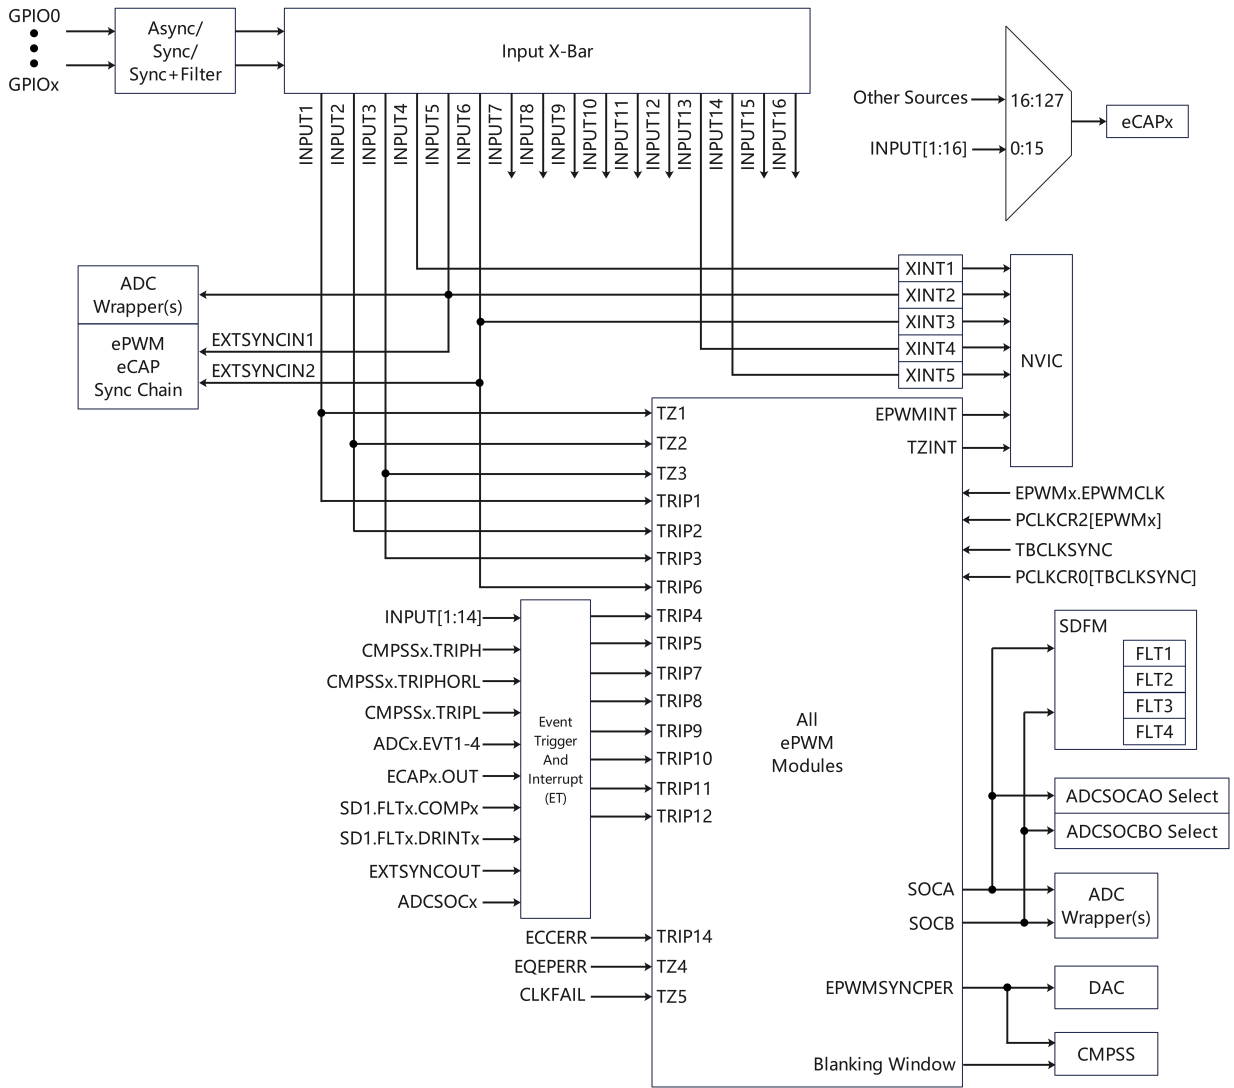 GPIO0
GPIOx
Async/
Sync/
Sync+Filter
Input X-Bar
INPUT1
INPUT2
INPUT3
INPUT4
INPUT5
INPUT6
INPUT7
INPUT8
INPUT9
INPUT10
INPUT11
INPUT12
INPUT13
INPUT14
INPUT15
INPUT16
Other Sources
16:127
INPUT[1:16]
0:15
eCAPx
ADC
Wrapper(s)
ePWM
eCAP
Sync Chain
EXTSYNCIN1
EXTSYNCIN2
XINT1
XINT2
XINT3
XINT4
XINT5
NVIC
TZ1
TZ2
TZ3
TRIP1
TRIP2
TRIP3
TRIP6
TRIP4
TRIP5
TRIP7
TRIP8
TRIP9
TRIP10
TRIP11
TRIP12
TRIP14
TZ4
TZ5
INPUT[1:14]
CMPSSx.TRIPH
CMPSSx.TRIPHORL
CMPSSx.TRIPL
ADCx.EVT1-4
ECAPx.OUT
SD1.FLTx.COMPx
SD1.FLTx.DRINTx
EXTSYNCOUT
ADCSOCx
Event
Trigger
And
Interrupt
(ET)
ECCERR
EQEPERR
CLKFAIL
All
ePWM
Modules
EPWMINT
TZINT
EPWMx.EPWMCLK
PCLKCR2[EPWMx]
TBCLKSYNC
PCLKCR0[TBCLKSYNC]
SDFM
FLT1
FLT2
FLT3
FLT4
ADCSOCAO Select
ADCSOCBO Select
SOCA
SOCB
ADC
Wrapper(s)
EPWMSYNCPER
DAC
Blanking Window
CMPSS